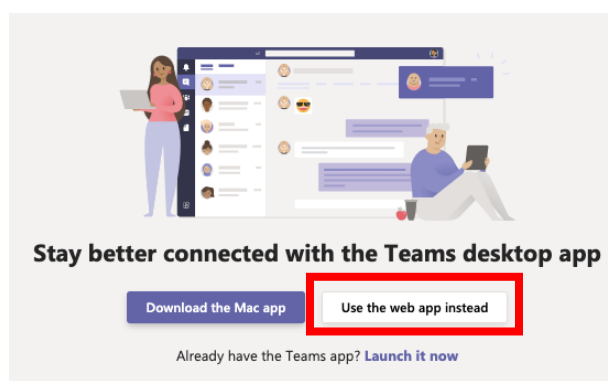 Stay better connected with the Teams desktop app
Download the Mac app
Use the web app instead
Already have the Teams app? Launch it now